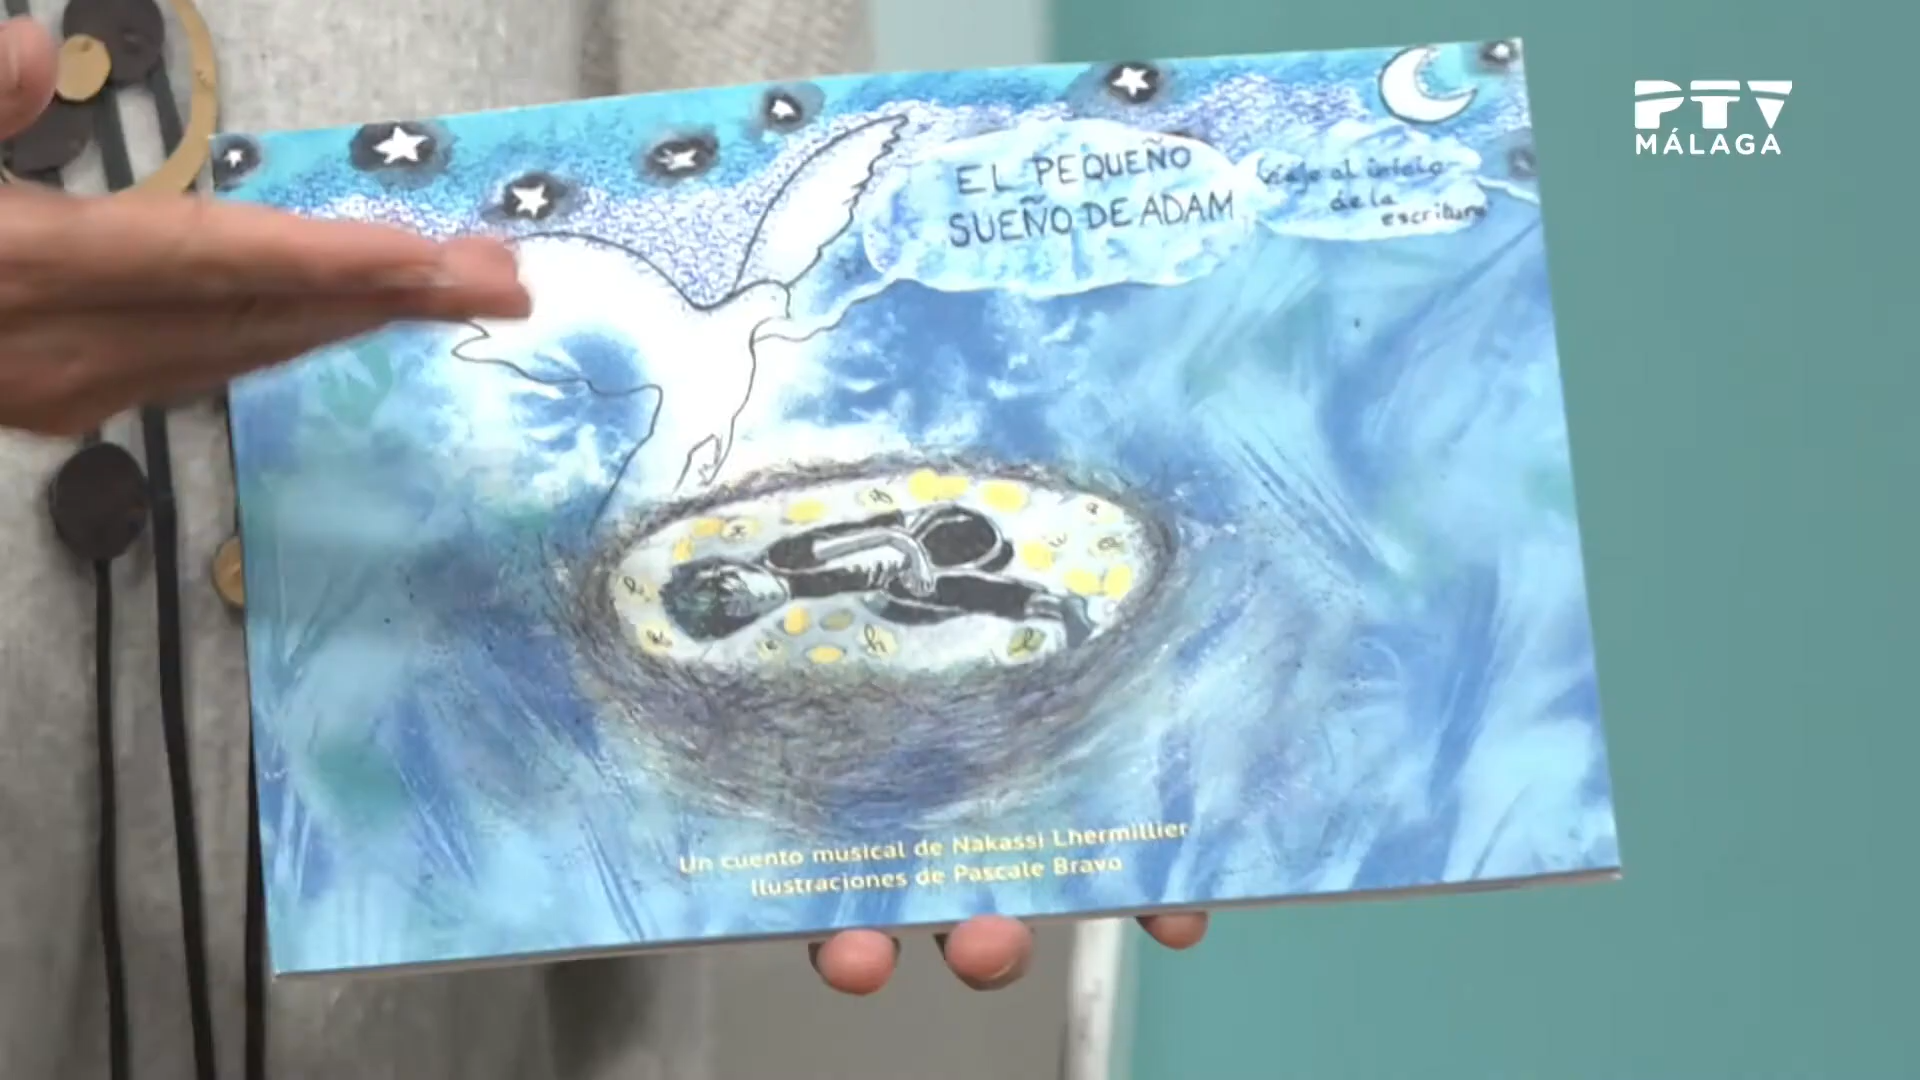 PTV
MÁLAGA
EL PEQUEÑO
SUEÑO DE ADAM
Viaje al inicio
de la
escritura
Un cuento musical de Nakassi Lhermillier
Ilustraciones de Pascale Bravo